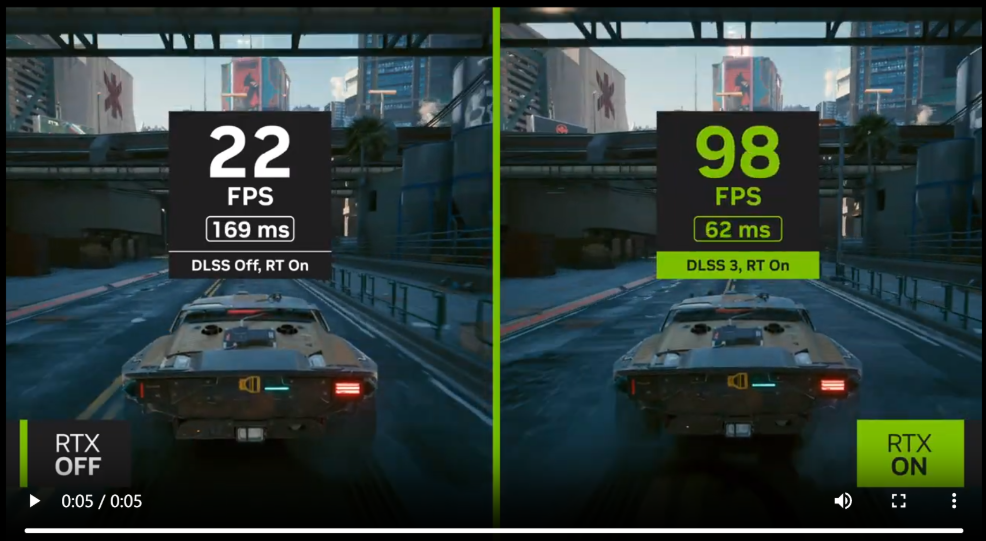 22
FPS
169 ms
DLSS Off, RT On
98
FPS
62 ms
DLSS 3, RT On
RTX
OFF
RTX
ON
0:05 / 0:05